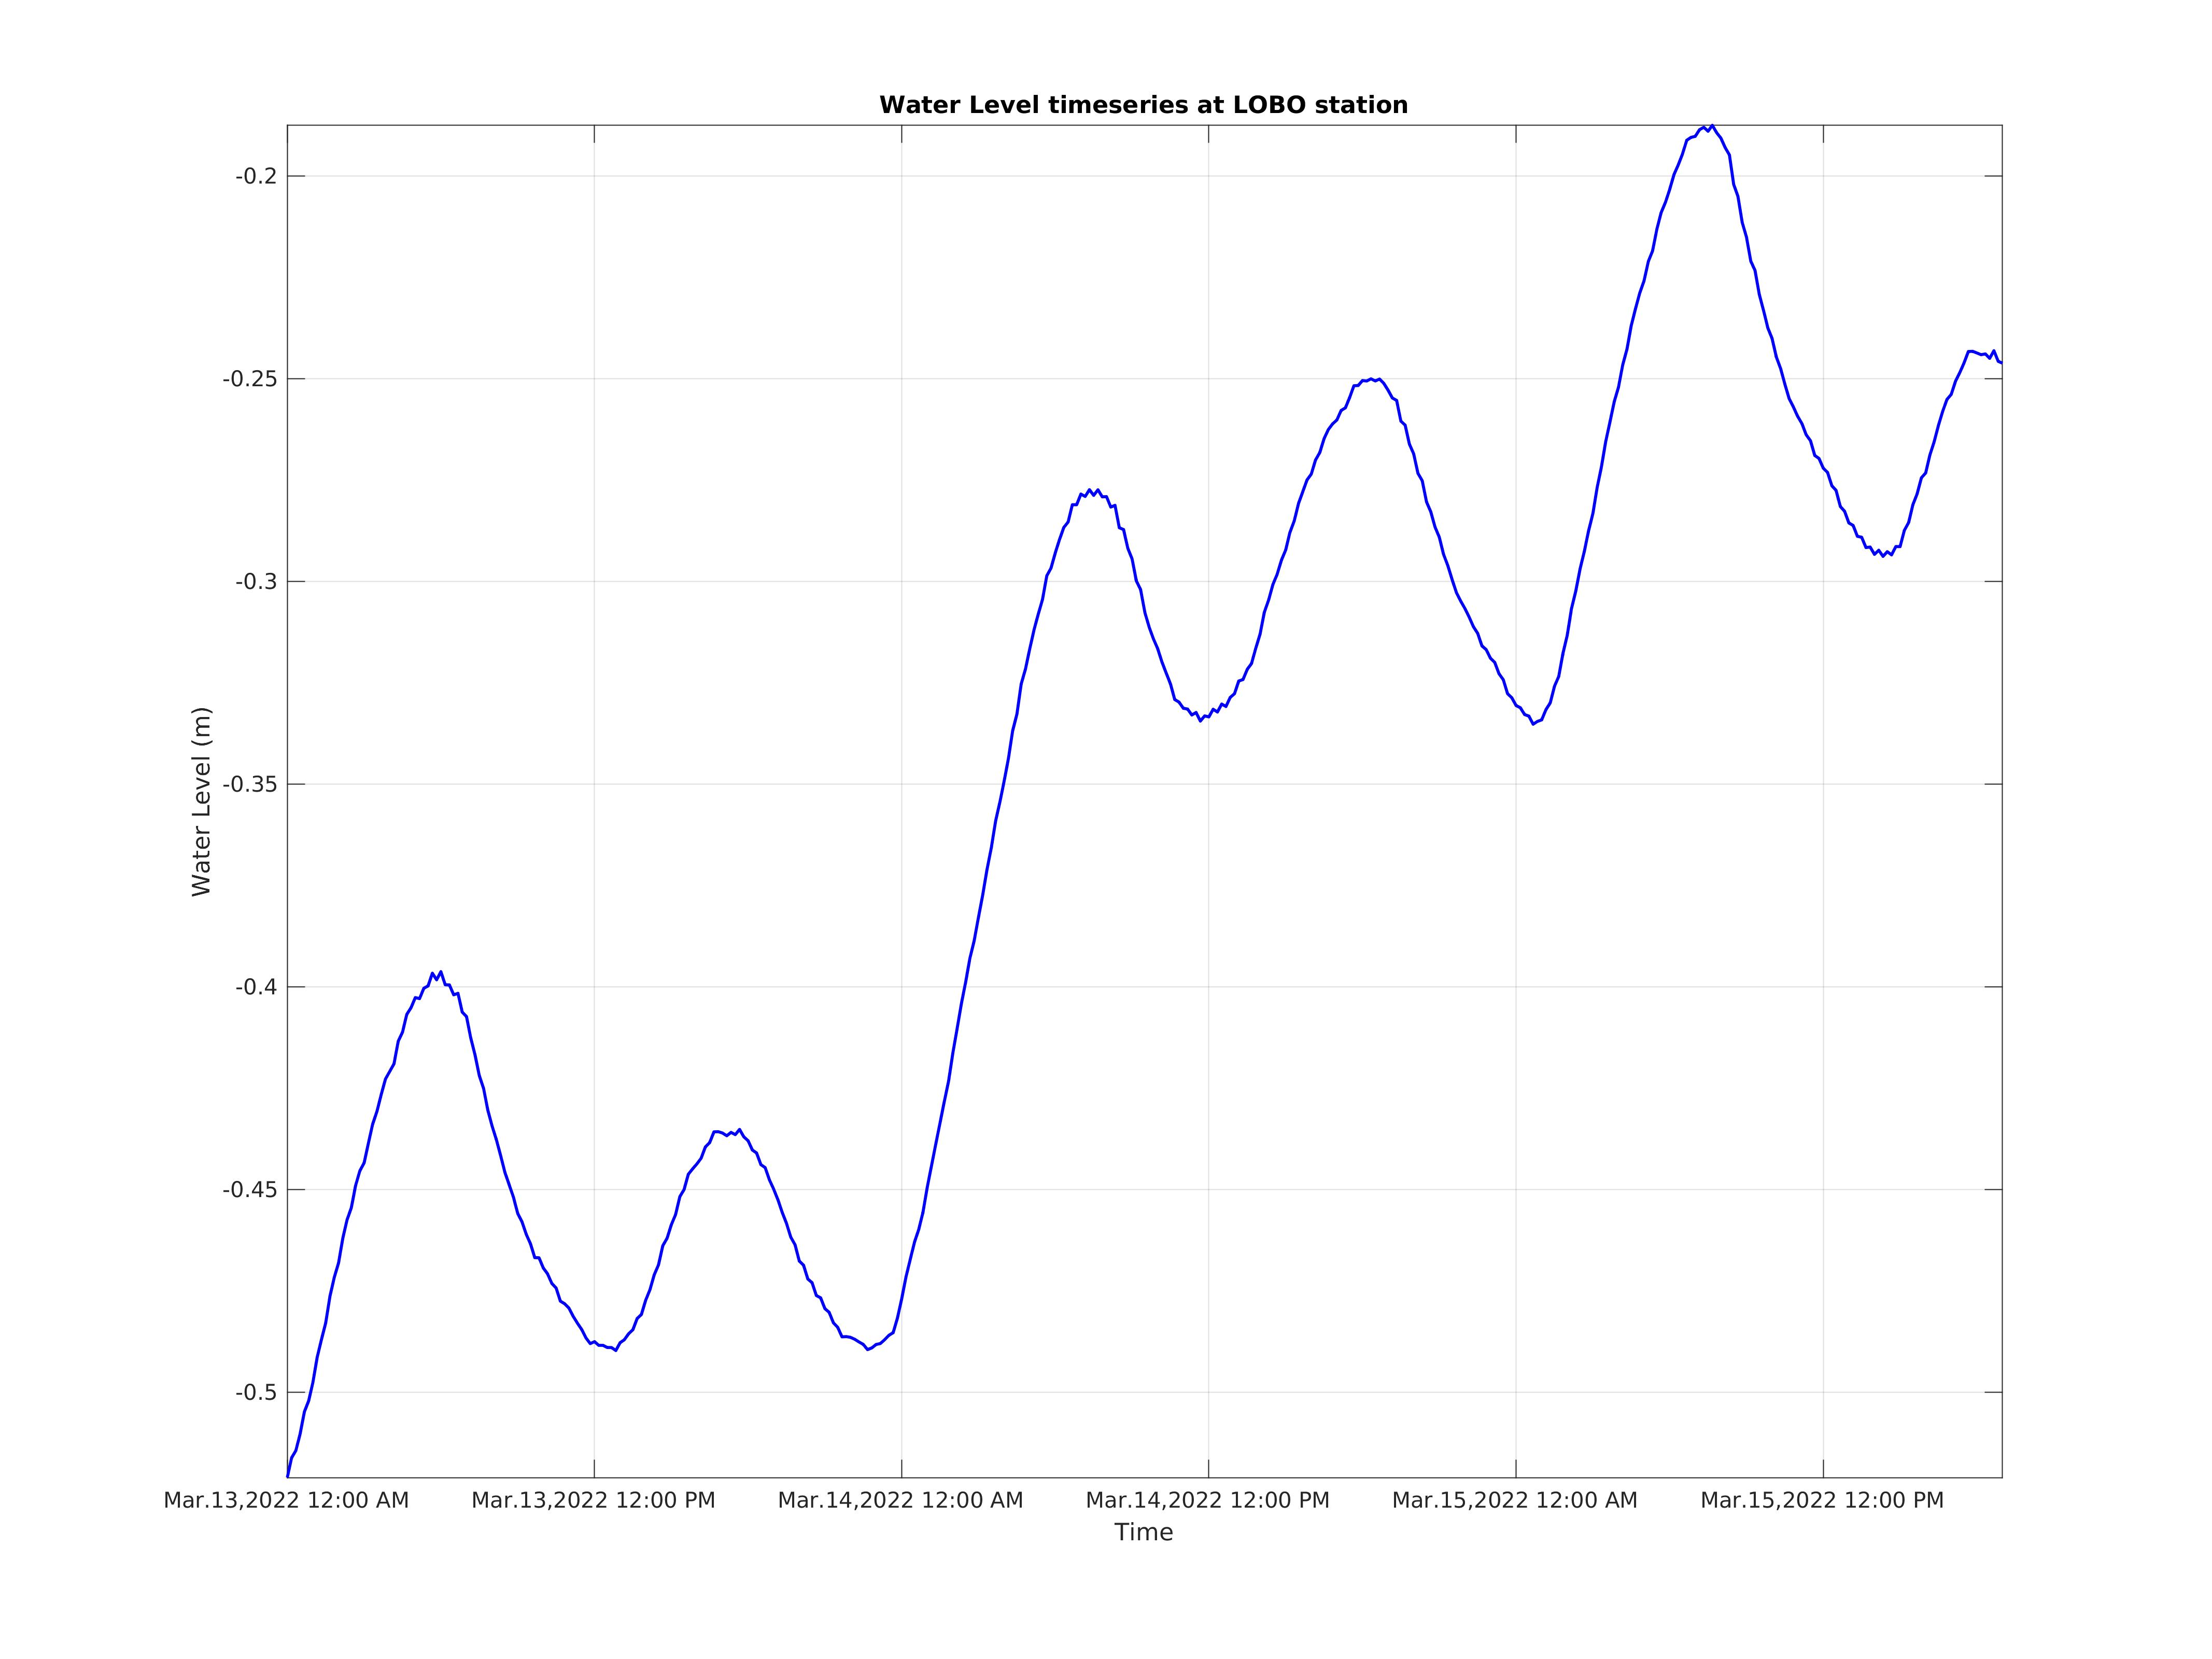 Water Level timeseries at LOBO station
-0.2
-0.25
-0.3
-0.35
-0.4
-0.45
-0.5
Water Level (m)
Mar.13,2022 12:00 AM Mar.13,2022 12:00 PM Mar.14,2022 12:00 AM Mar.14,2022 12:00 PM Mar.15,2022 12:00 AM Mar.15,2022 12:00 PM
Time